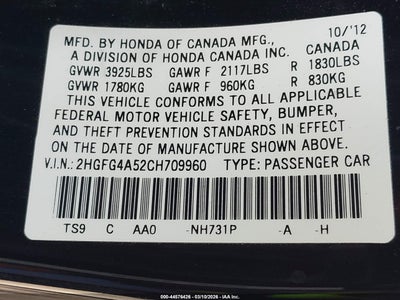 MFD. BY HONDA OF CANADA MFG., 10/'12
A DIVISION OF HONDA CANADA INC. CANADA
GVWR 3925LBS GAWR F 2117LBS R 1830LBS
GVWR 1780KG GAWR F 960KG R 830KG
THIS VEHICLE CONFORMS TO ALL APPLICABLE
FEDERAL MOTOR VEHICLE SAFETY, BUMPER,
AND THEFT PREVENTION STANDARDS IN EFFECT
ON THE DATE OF MANUFACTURE SHOWN ABOVE.
V.I.N.: 2HGFG4A52CH709960 TYPE: PASSENGER CAR
TS9 C AA0 -NH731P -A -H
000-44576426 - 03/10/2026 - IAA Inc.